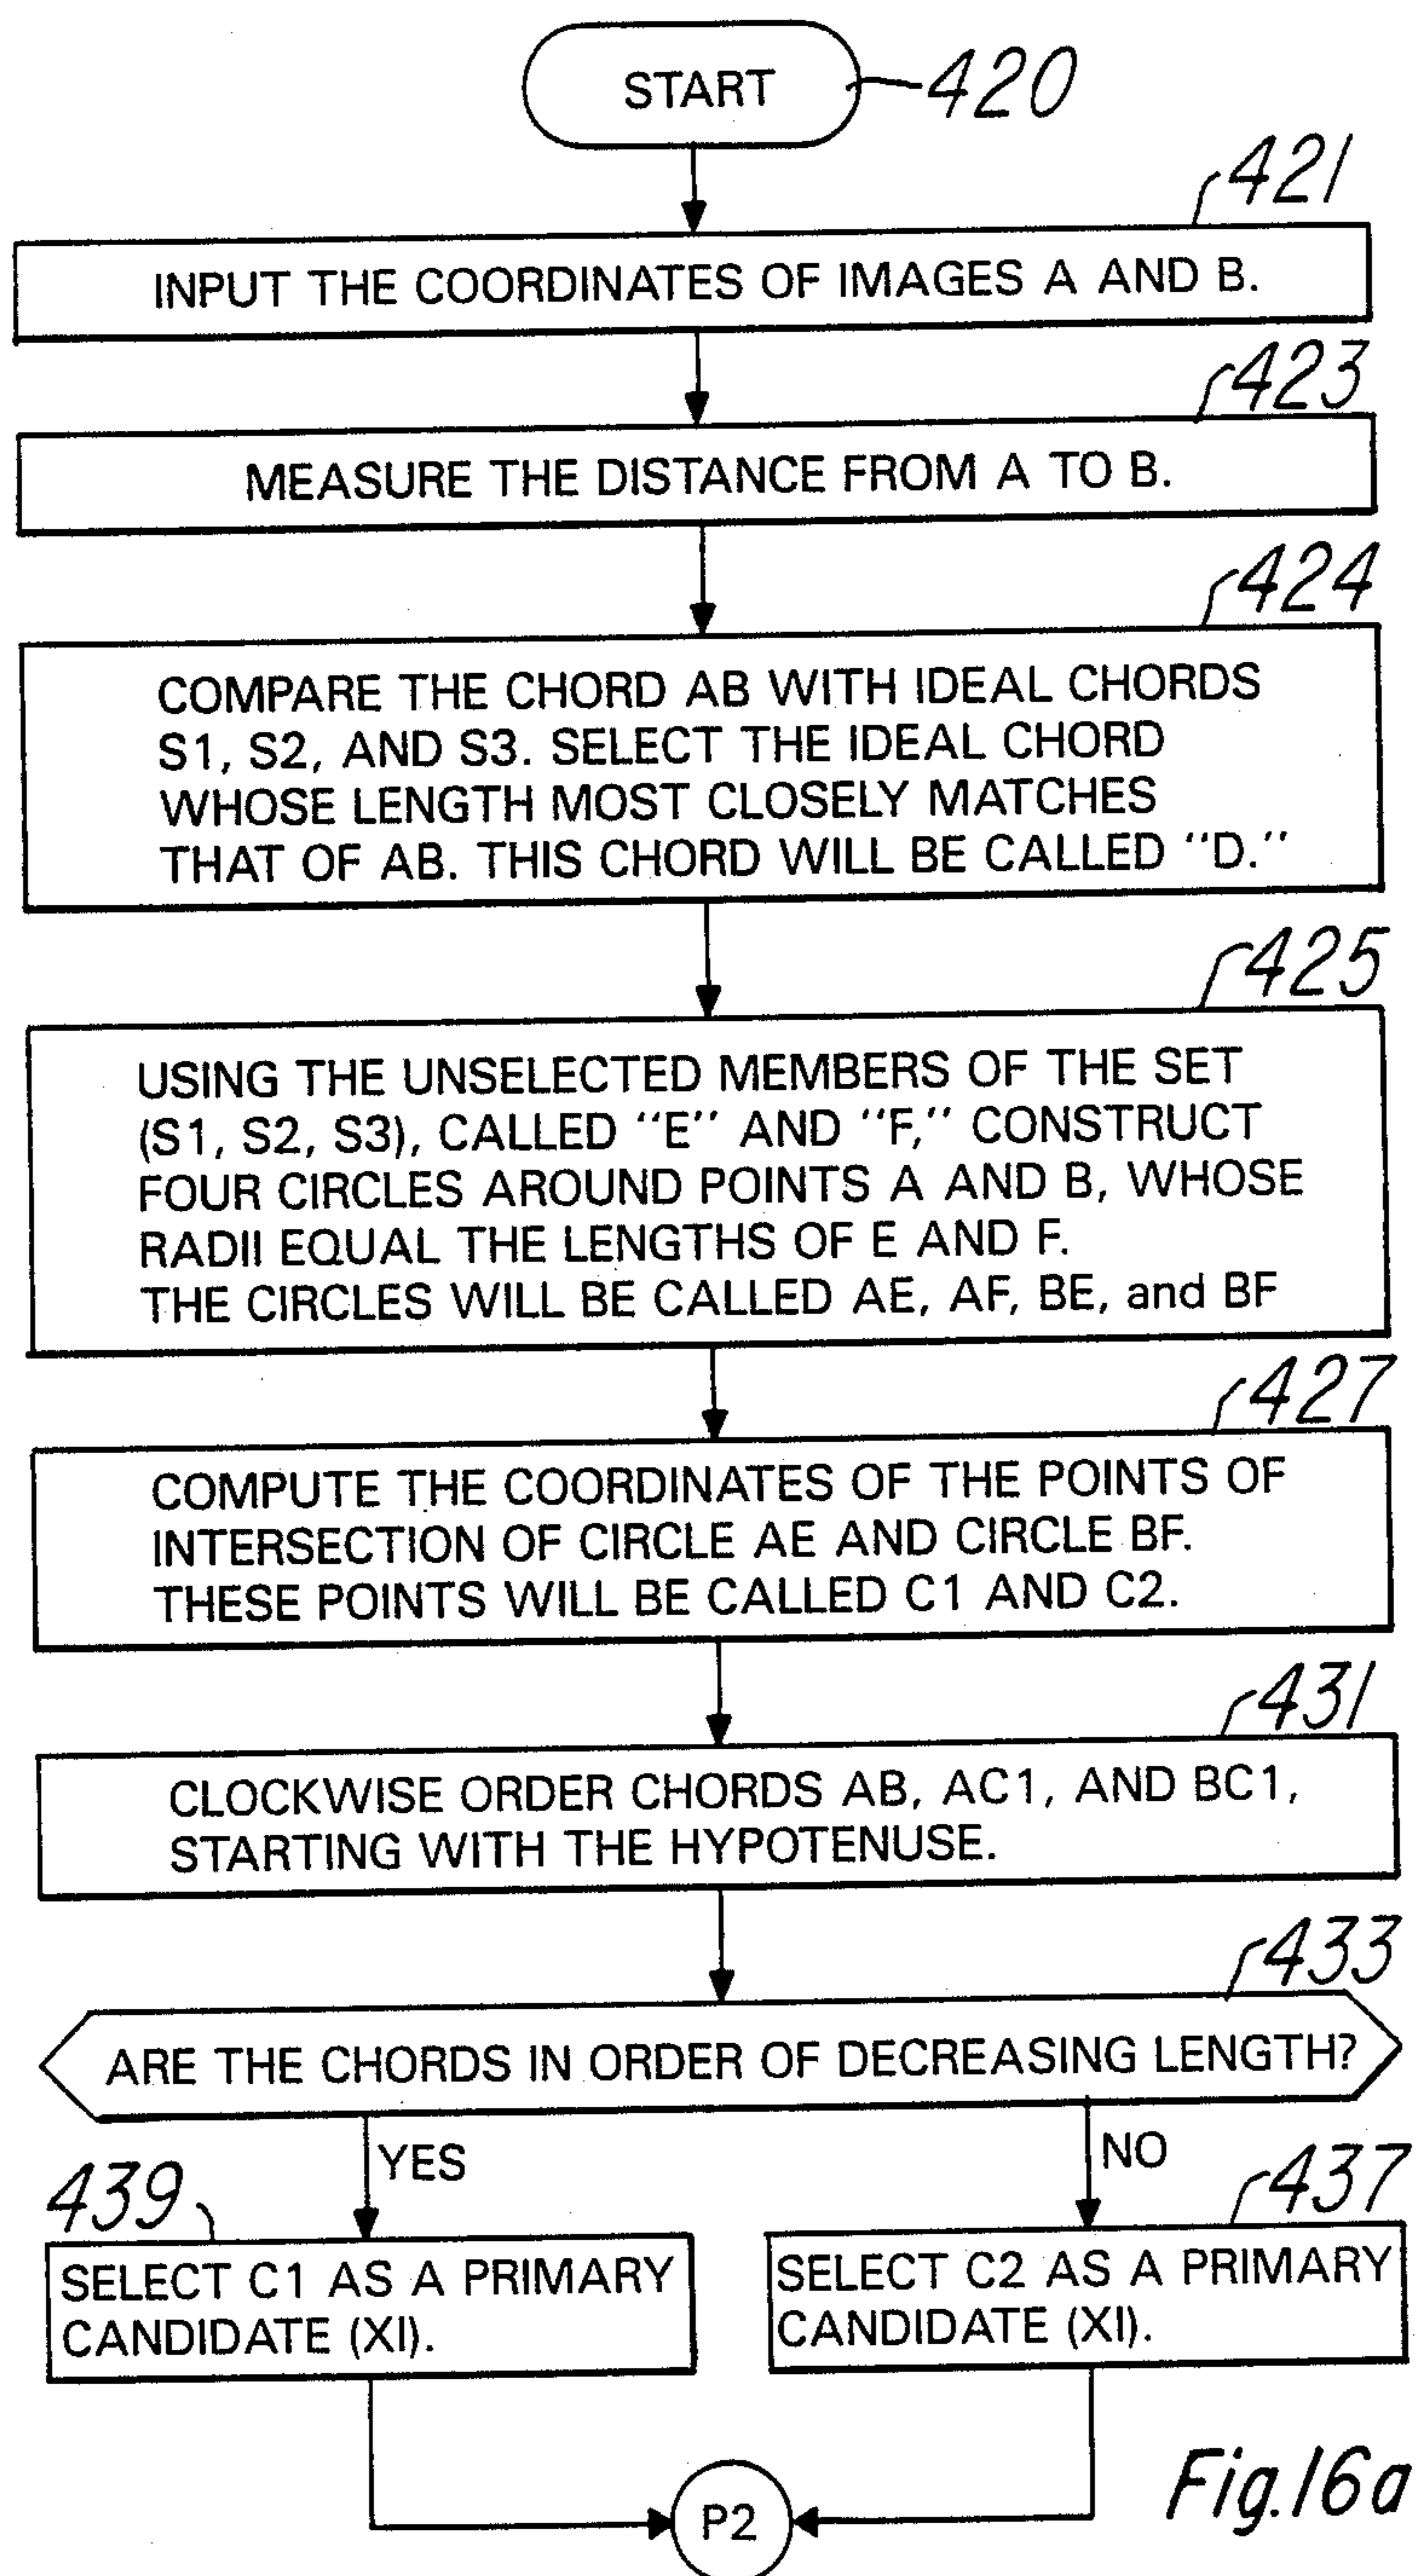 START
420
421
INPUT THE COORDINATES OF IMAGES A AND B.
423
MEASURE THE DISTANCE FROM A TO B.
424
COMPARE THE CHORD AB WITH IDEAL CHORDS
S1, S2, AND S3. SELECT THE IDEAL CHORD
WHOSE LENGTH MOST CLOSELY MATCHES
THAT OF AB. THIS CHORD WILL BE CALLED "D."
425
USING THE UNSELECTED MEMBERS OF THE SET
(S1, S2, S3), CALLED "E" AND "F," CONSTRUCT
FOUR CIRCLES AROUND POINTS A AND B, WHOSE
RADII EQUAL THE LENGTHS OF E AND F.
THE CIRCLES WILL BE CALLED AE, AF, BE, and BF
427
COMPUTE THE COORDINATES OF THE POINTS OF
INTERSECTION OF CIRCLE AE AND CIRCLE BF.
THESE POINTS WILL BE CALLED C1 AND C2.
431
CLOCKWISE ORDER CHORDS AB, AC1, AND BC1,
STARTING WITH THE HYPOTENUSE.
433
ARE THE CHORDS IN ORDER OF DECREASING LENGTH?
YES
NO
439
437
SELECT C1 AS A PRIMARY
CANDIDATE (XI).
SELECT C2 AS A PRIMARY
CANDIDATE (XI).
P2
Fig.16a